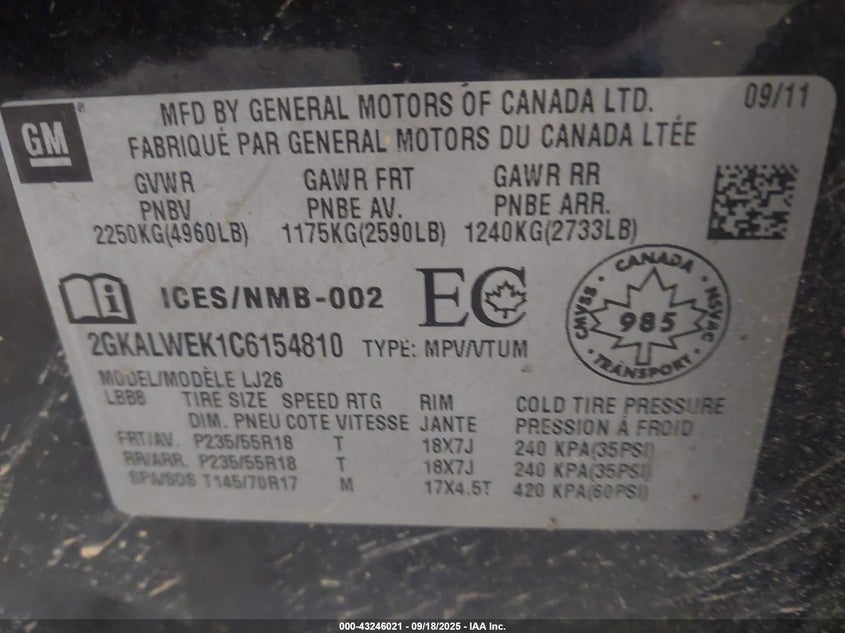 GM
MFD BY GENERAL MOTORS OF CANADA LTD. 09/11
FABRIQUÉ PAR GENERAL MOTORS DU CANADA LTÉE
GVWR GAWR FRT GAWR RR
PNBV PNBE AV. PNBE ARR.
2250KG(4960LB) 1175KG(2590LB) 1240KG(2733LB)
ICES/NMB-002 EC
CANADA
CMVSS 985 NSVAC
TRANSPORT
2GKALWEK1C6154810 TYPE: MPV/VTUM
MODEL/MODÈLE LJ26
LBBB TIRE SIZE SPEED RTG RIM COLD TIRE PRESSURE
DIM. PNEU COTE VITESSE JANTE PRESSION À FROID
FRT/AV. P235/55R18 T 18X7J 240 KPA(35PSI)
RR/ARR. P235/55R18 T 18X7J 240 KPA(35PSI)
SPA/SOS T145/70R17 M 17X4.5T 420 KPA(60PSI)
000-43246021 - 09/18/2025 - IAA Inc.